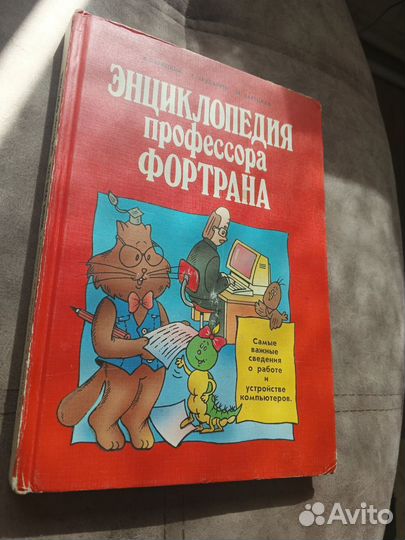 ЭНЦИКЛОПЕДИЯ
профессора
ФОРТРАНА
Самые
важные
сведения
о работе
и
устройстве
компьютеров.
Avito